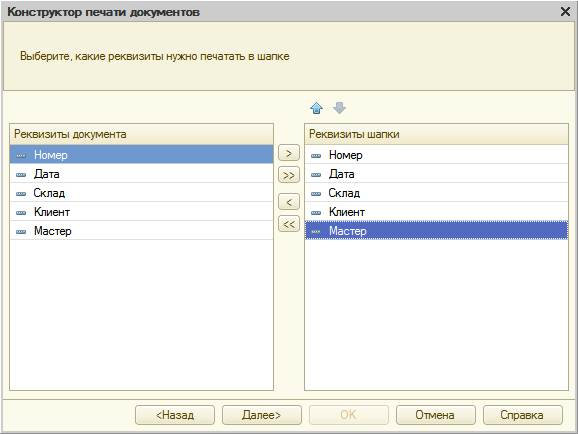 Конструктор печати документов
Выберите, какие реквизиты нужно печатать в шапке
Реквизиты документа
Номер
Дата
Склад
Клиент
Мастер
>
>>
<
<<
Реквизиты шапки
Номер
Дата
Склад
Клиент
Мастер
<Назад
Далее>
OK
Отмена
Справка